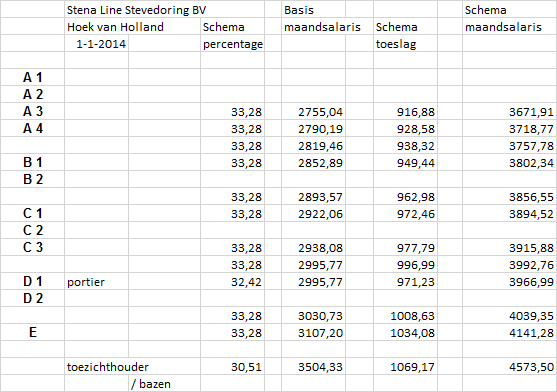 Stena Line Stevedoring BV Basis Schema
Hoek van Holland Schema maandsalaris Schema maandsalaris
1-1-2014 percentage toeslag
A 1
A 2
A 3 33,28 2755,04 916,88 3671,91
A 4 33,28 2790,19 928,58 3718,77
33,28 2819,46 938,32 3757,78
B 1 33,28 2852,89 949,44 3802,34
B 2
33,28 2893,57 962,98 3856,55
C 1 33,28 2922,06 972,46 3894,52
C 2
C 3 33,28 2938,08 977,79 3915,88
33,28 2995,77 996,99 3992,76
D 1 portier 32,42 2995,77 971,23 3966,99
D 2
33,28 3030,73 1008,63 4039,35
E 33,28 3107,20 1034,08 4141,28
toezichthouder 30,51 3504,33 1069,17 4573,50
/ bazen